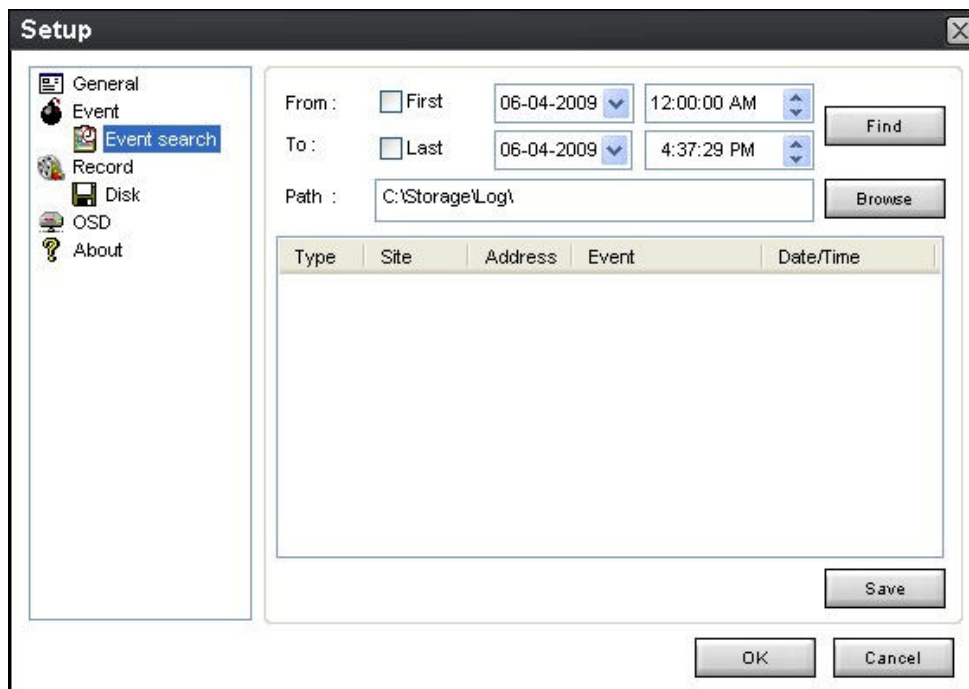 Setup
General
Event
Event search
Record
Disk
OSD
About
From : First 06-04-2009 12:00:00 AM Find
To : Last 06-04-2009 4:37:29 PM
Path : C:\Storage\Log\ Browse
Type Site Address Event Date/Time
Save
OK Cancel